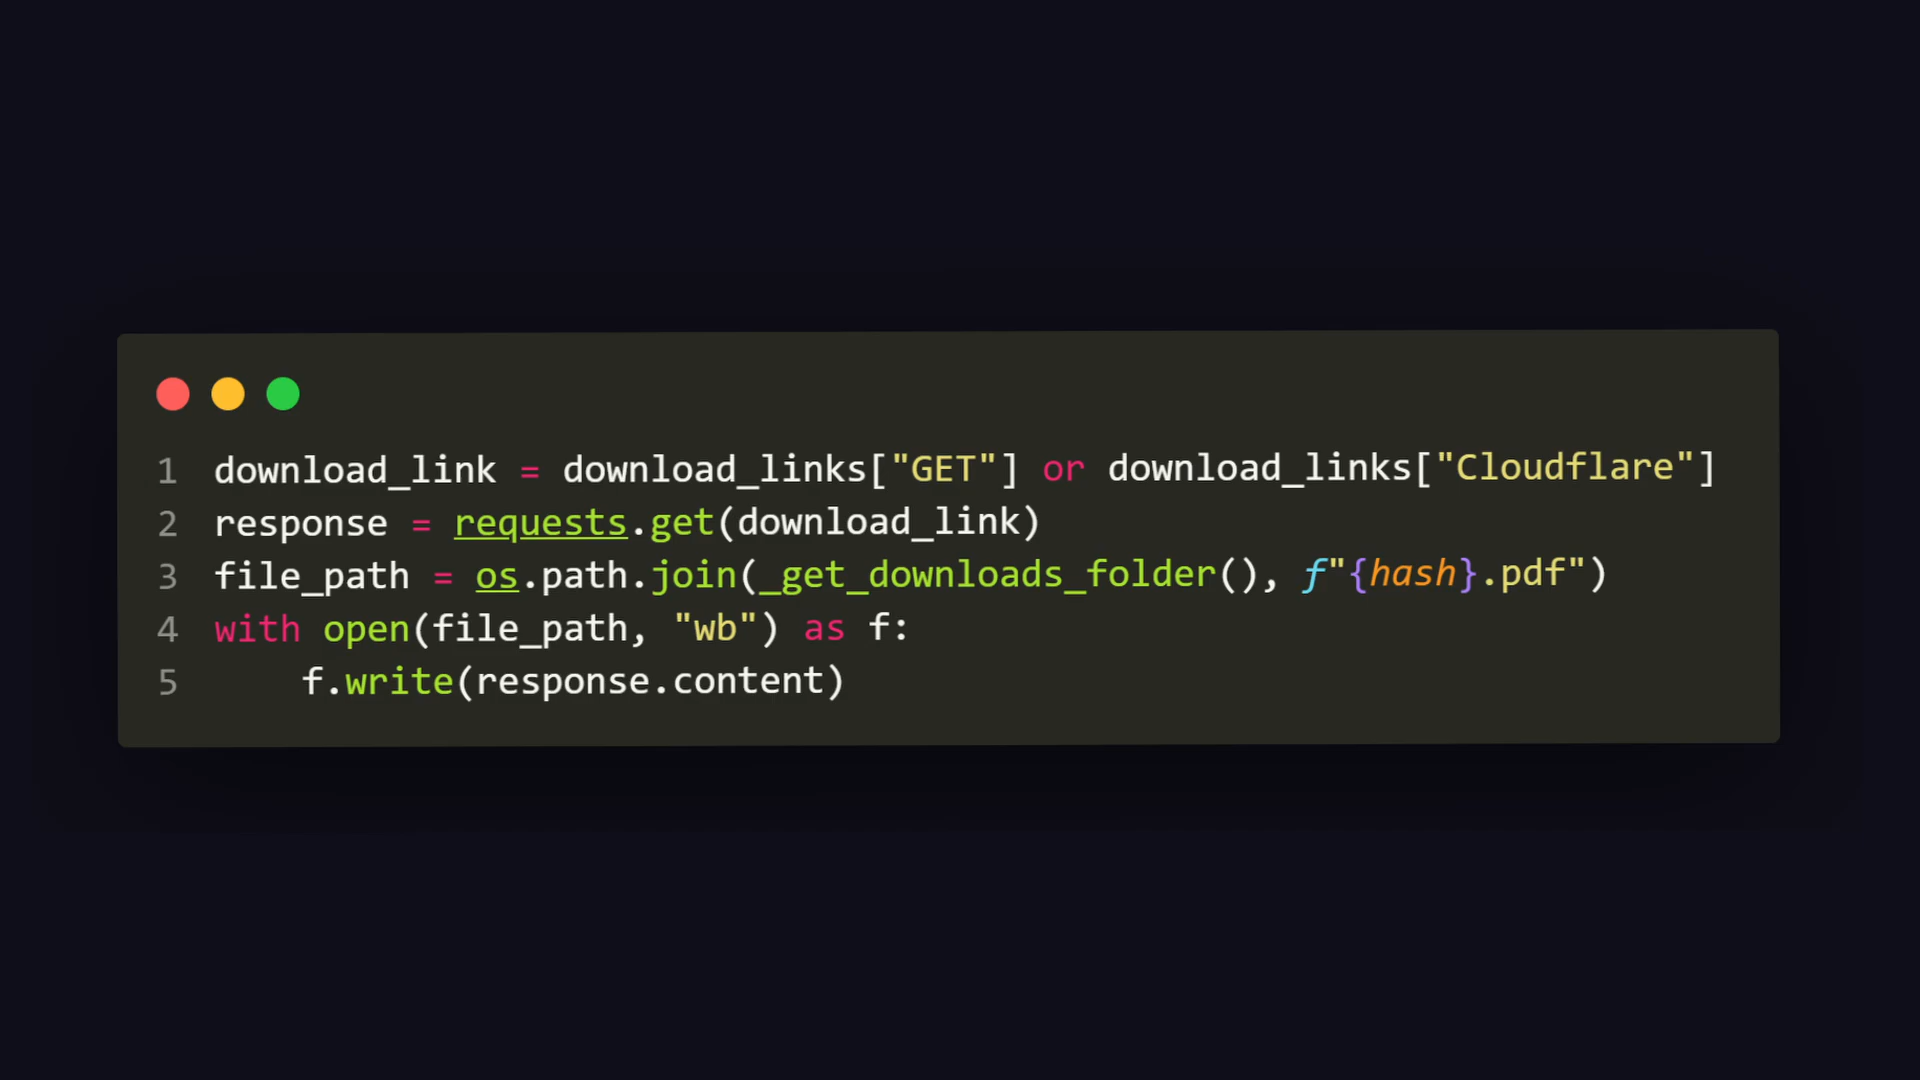 1 download_link = download_links["GET"] or download_links["Cloudflare"]
2 response = requests.get(download_link)
3 file_path = os.path.join(_get_downloads_folder(), f"{hash}.pdf")
4 with open(file_path, "wb") as f:
5     f.write(response.content)